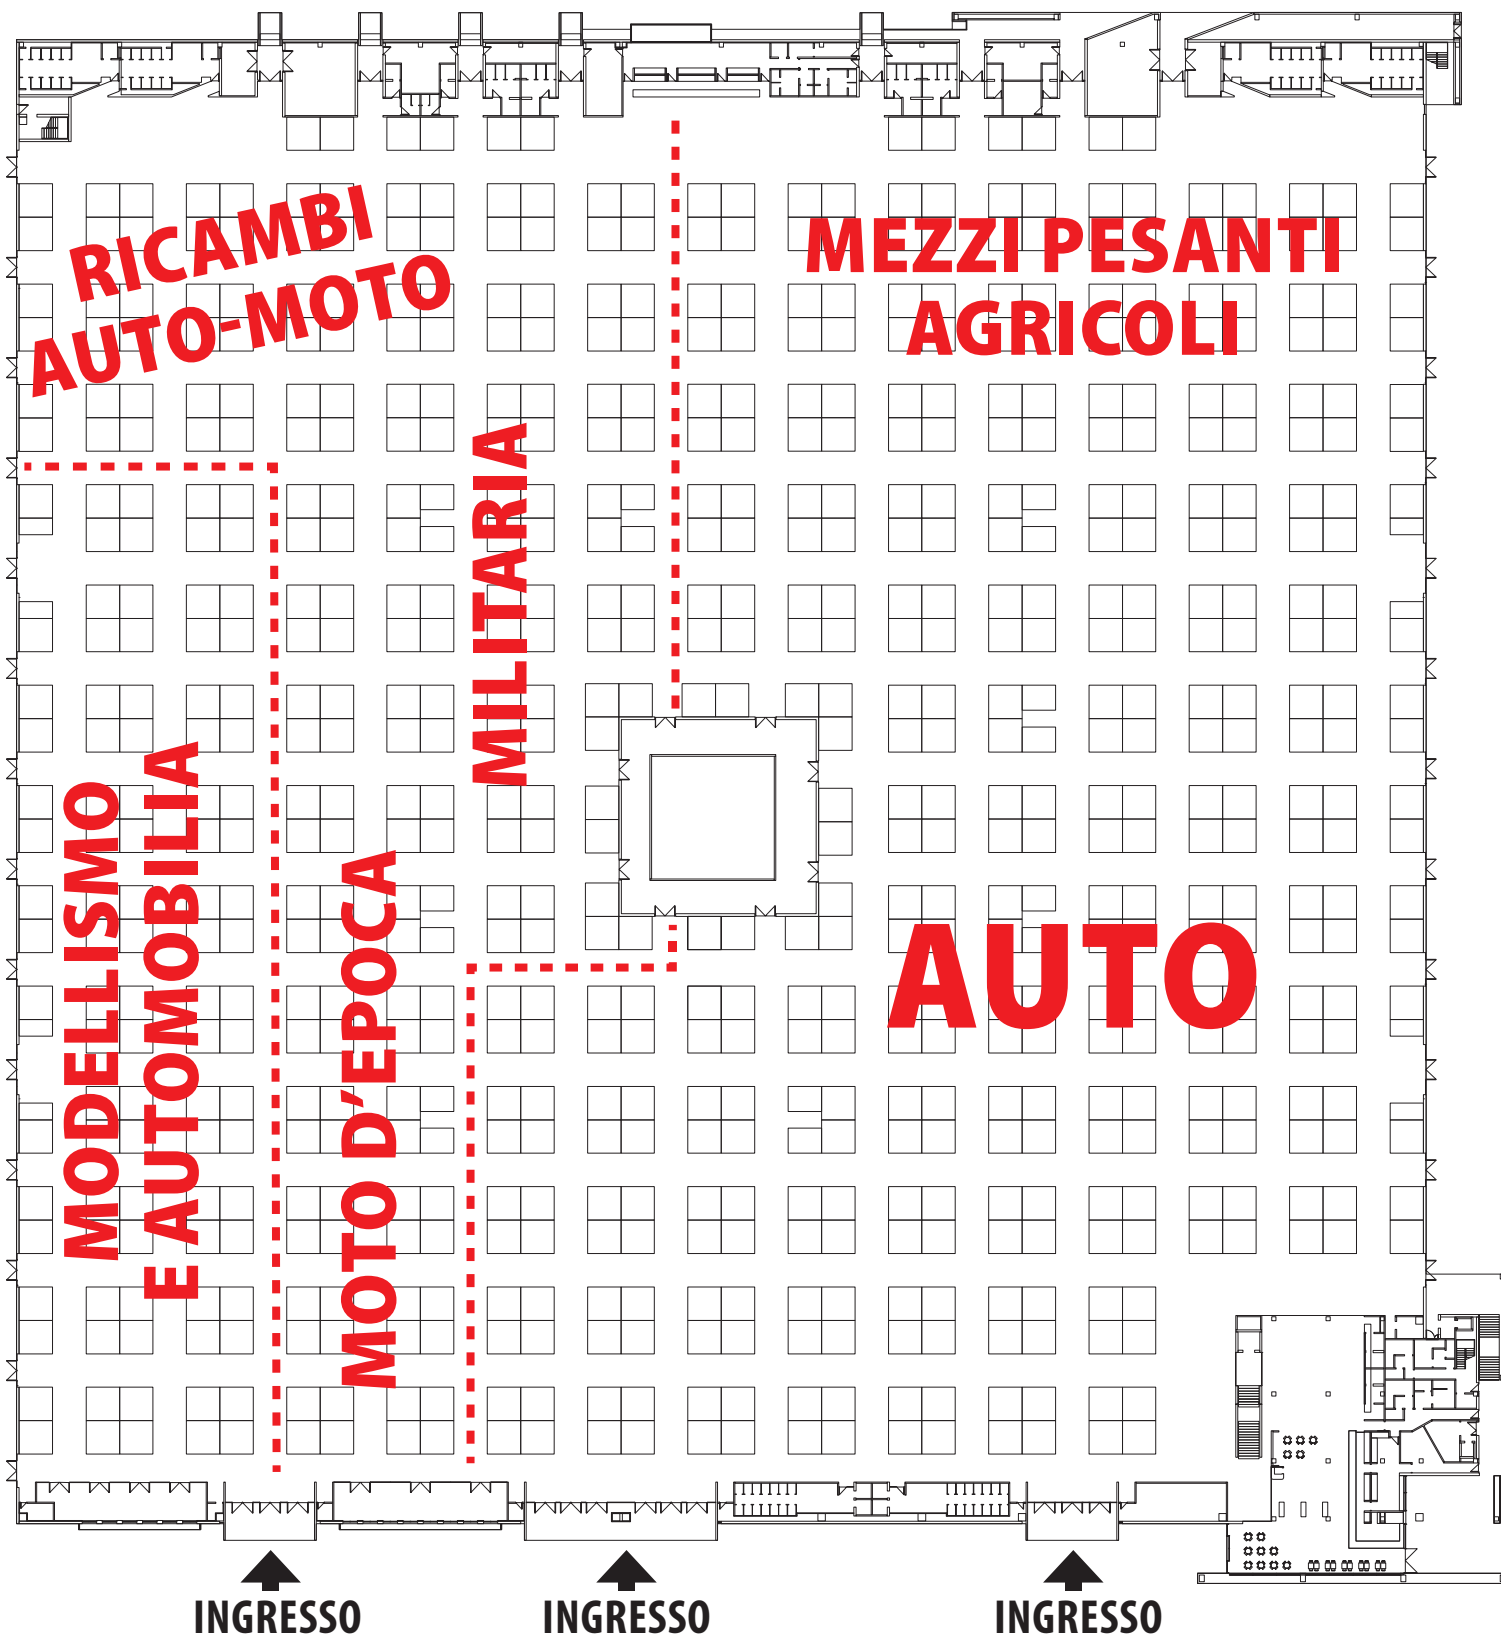 RICAMBI
AUTO-MOTO
MEZZI PESANTI
AGRICOLI
MILITARIA
MODELLISMO
E AUTOMOBILIA
MOTO D'EPOCA
AUTO
INGRESSO
INGRESSO
INGRESSO